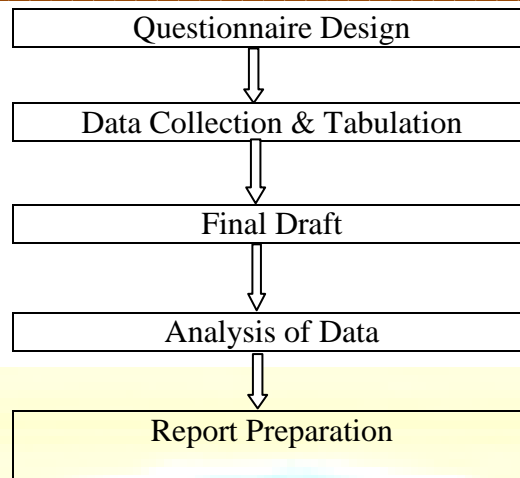 Questionnaire Design
Data Collection & Tabulation
Final Draft
Analysis of Data
Report Preparation